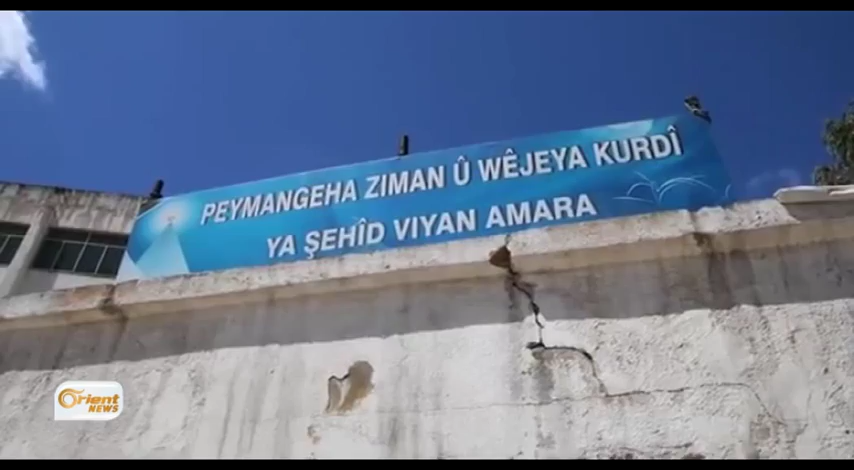 PEYMANGEHA ZIMAN Û WÊJEYA KURDÎ
YA ŞEHÎD VIYAN AMARA
Orient
NEWS